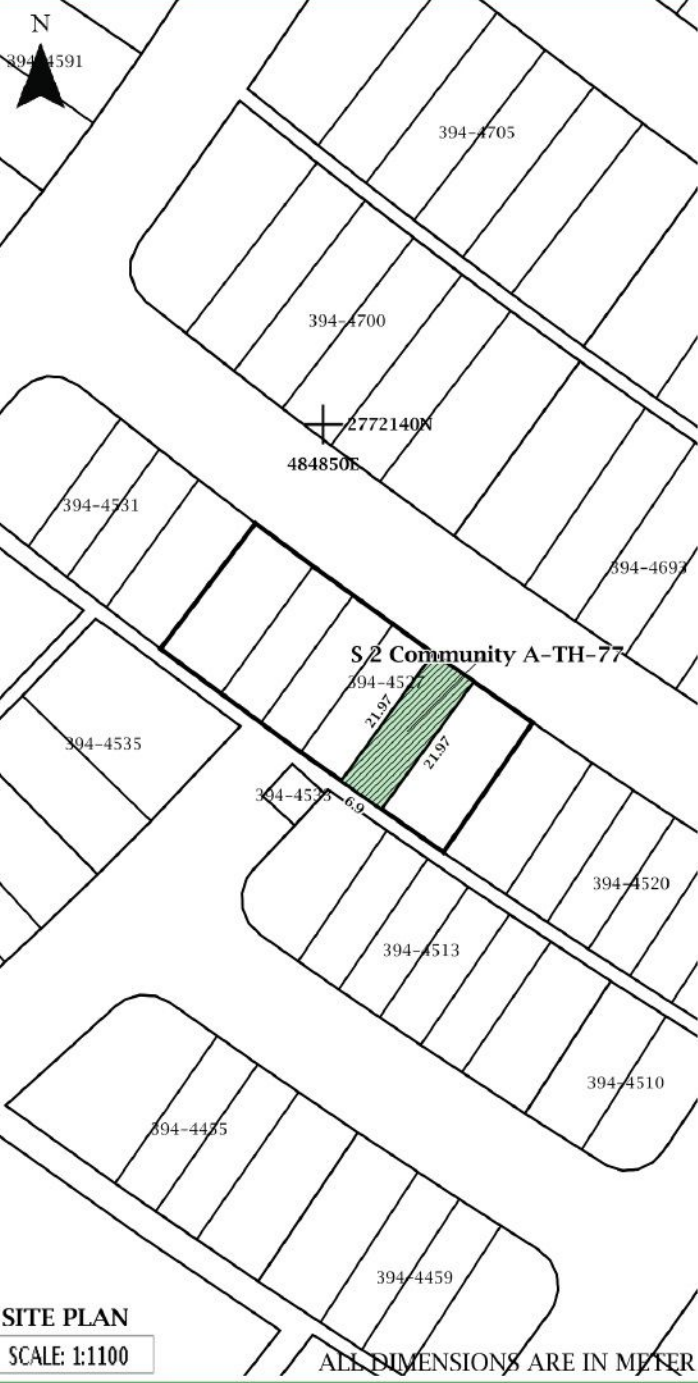 N
394-4591
394-4705
394-4700
2772140N
484850E
394-4531
394-4693
S 2 Community A-TH-77
394-4527
21.97
21.97
394-4535
394-4533
6.9
394-4520
394-4513
394-4510
394-4455
394-4459
SITE PLAN
SCALE: 1:1100
ALL DIMENSIONS ARE IN METER